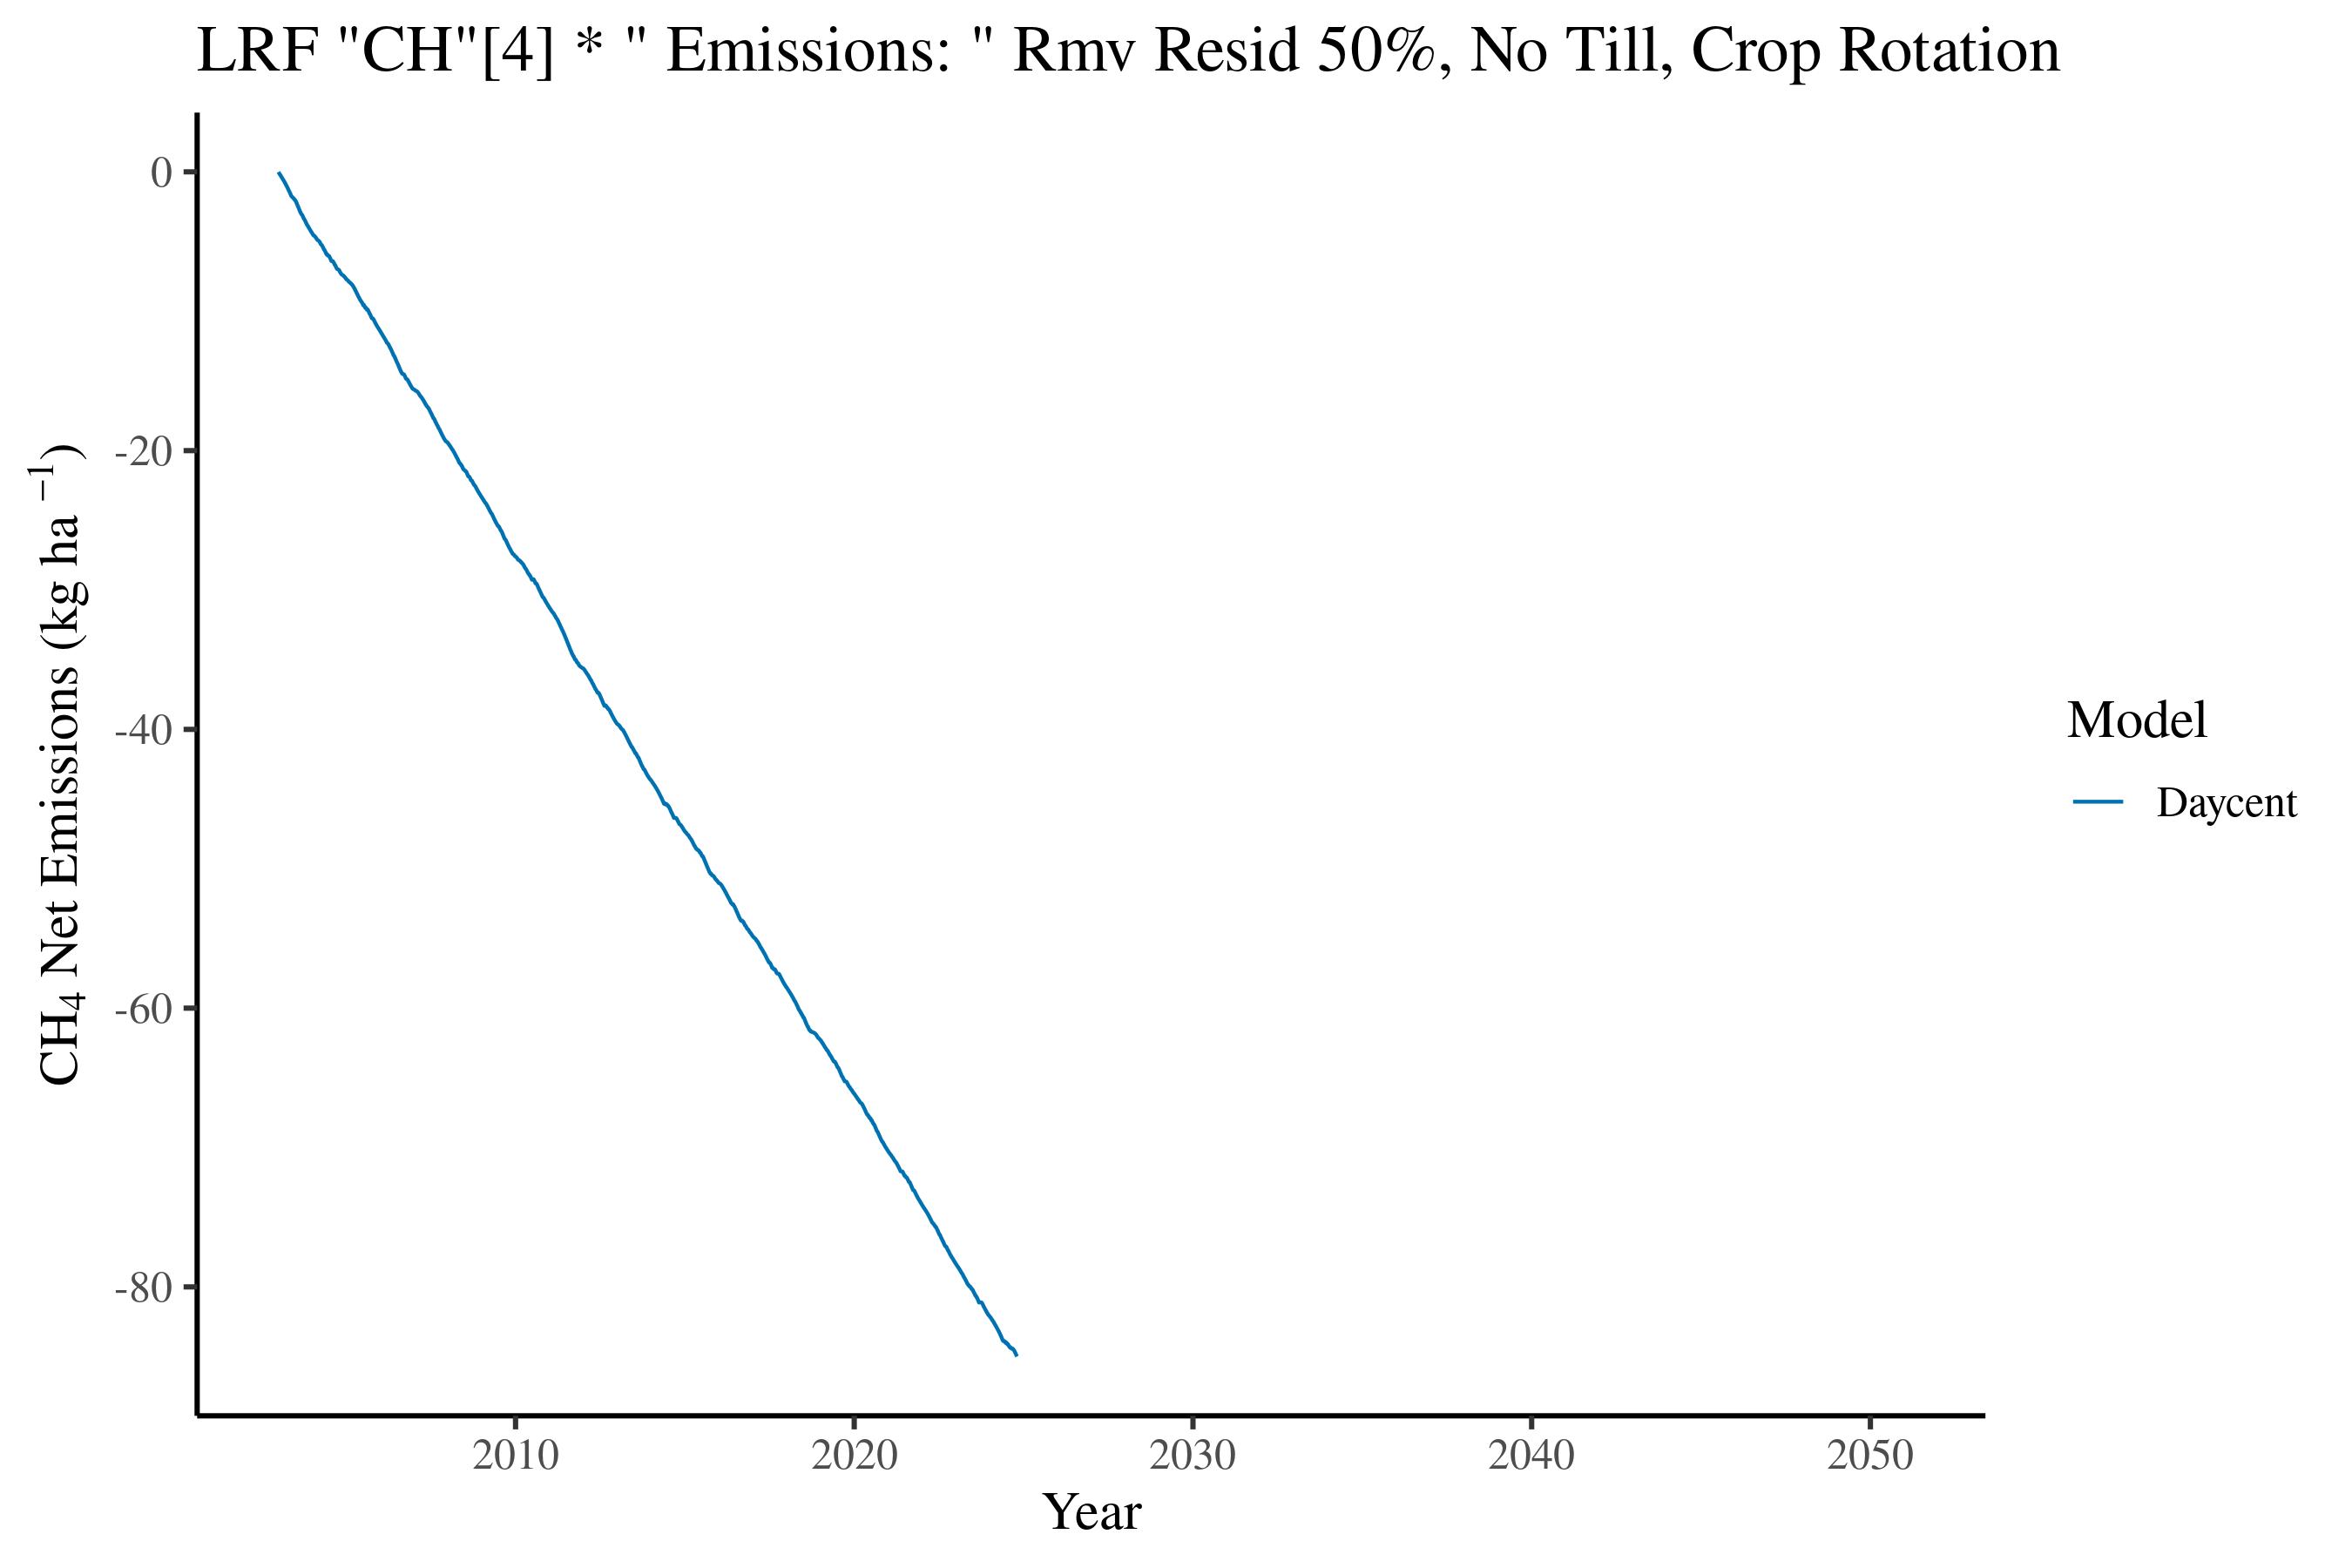 LRF "CH"[4] * " Emissions: " Rmv Resid 50%, No Till, Crop Rotation
CH₄ Net Emissions (kg ha ⁻¹)
0
-20
-40
-60
-80
2010
2020
2030
2040
2050
Year
Model
Daycent